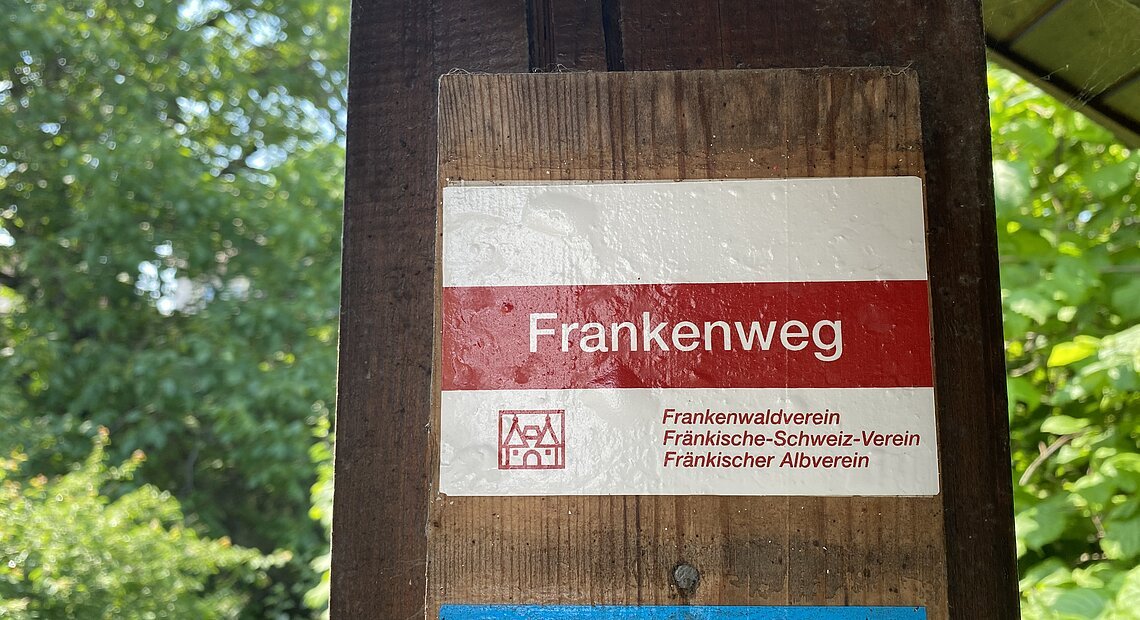 Frankenweg
Frankenwaldverein
Fränkische-Schweiz-Verein
Fränkischer Albverein